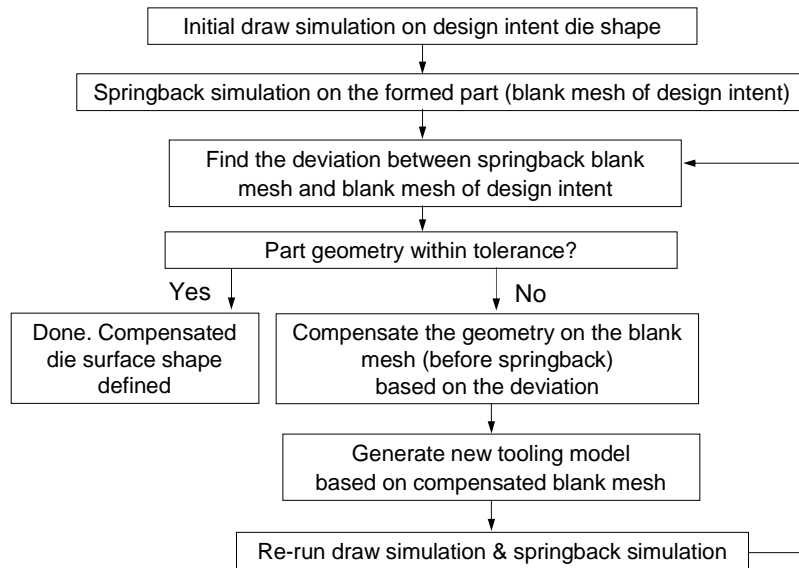 Initial draw simulation on design intent die shape
Springback simulation on the formed part (blank mesh of design intent)
Find the deviation between springback blank
mesh and blank mesh of design intent
Part geometry within tolerance?
Yes
No
Done. Compensated
die surface shape
defined
Compensate the geometry on the blank
mesh (before springback)
based on the deviation
Generate new tooling model
based on compensated blank mesh
Re-run draw simulation & springback simulation